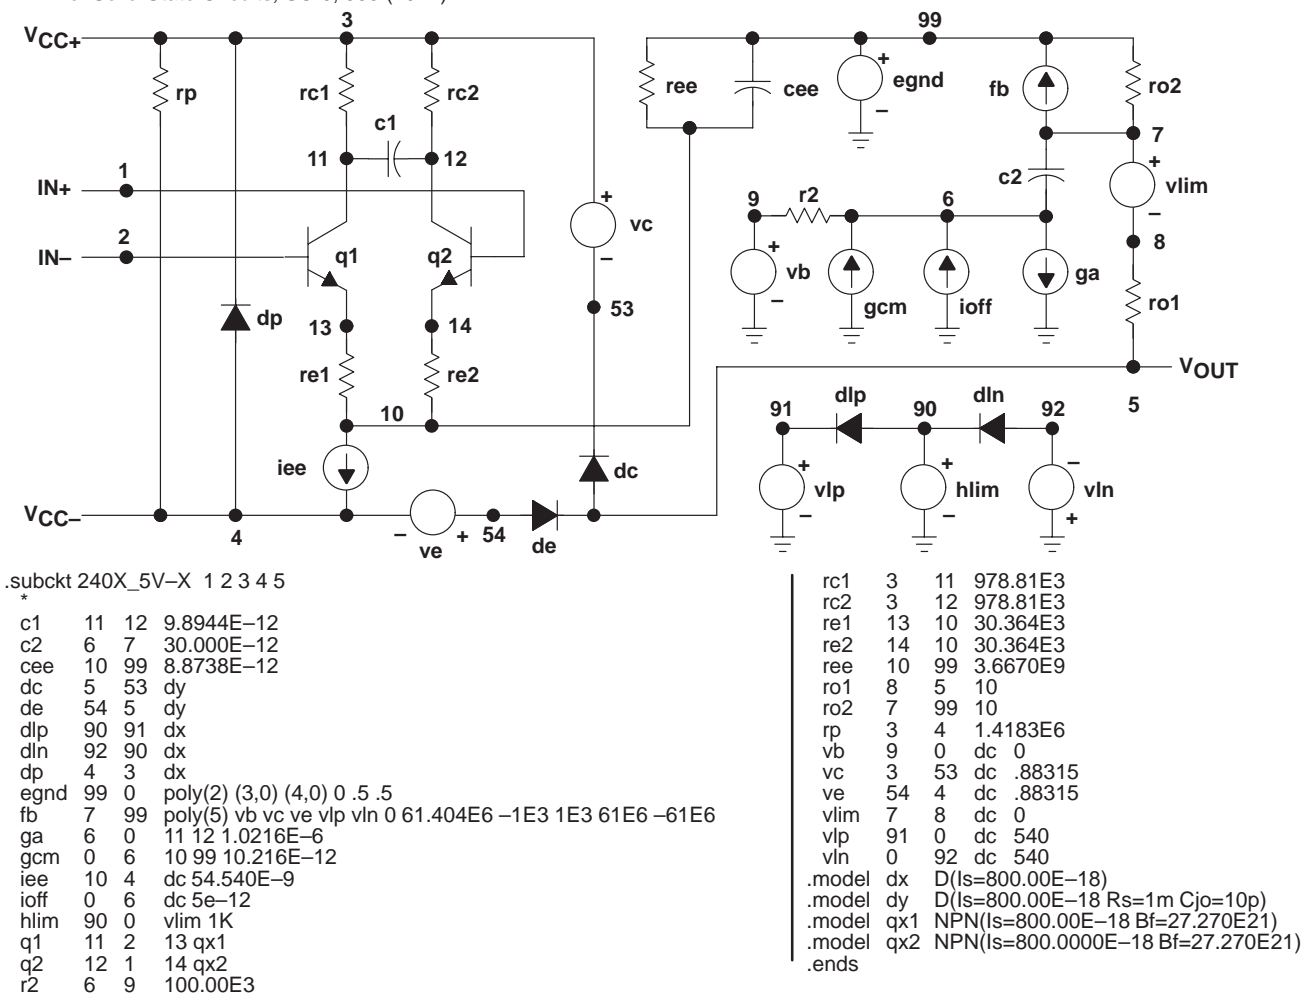 3
VCC+
rp
rc1
rc2
c1
11
12
1
IN+
2
IN–
q1
q2
+
vc
–
53
dp
13
14
re1
re2
10
iee
dc
VCC–
4
–
ve
+
54
de
99
ree
cee
+
egnd
–
fb
ro2
7
c2
+
vlim
–
8
9
r2
6
+
vb
–
gcm
ioff
ga
ro1
VOUT
5
dlp
dln
91
90
92
+
vlp
–
+
hlim
–
–
vln
+
.subckt 240X_5V–X 1 2 3 4 5
*
c1 11 12 9.8944E–12
c2 6 7 30.000E–12
cee 10 99 8.8738E–12
dc 5 53 dy
de 54 5 dy
dlp 90 91 dx
dln 92 90 dx
dp 4 3 dx
egnd 99 0 poly(2) (3,0) (4,0) 0 .5 .5
fb 7 99 poly(5) vb vc ve vlp vln 0 61.404E6 –1E3 1E3 61E6 –61E6
ga 6 0 11 12 1.0216E–6
gcm 0 6 10 99 10.216E–12
iee 10 4 dc 54.540E–9
ioff 0 6 dc 5e–12
hlim 90 0 vlim 1K
q1 11 2 13 qx1
q2 12 1 14 qx2
r2 6 9 100.00E3
rc1 3 11 978.81E3
rc2 3 12 978.81E3
re1 13 10 30.364E3
re2 14 10 30.364E3
ree 10 99 3.6670E9
ro1 8 5 10
ro2 7 99 10
rp 3 4 1.4183E6
vb 9 0 dc 0
vc 3 53 dc .88315
ve 54 4 dc .88315
vlim 7 8 dc 0
vlp 91 0 dc 540
vln 0 92 dc 540
.model dx D(Is=800.00E–18)
.model dy D(Is=800.00E–18 Rs=1m Cjo=10p)
.model qx1 NPN(Is=800.00E–18 Bf=27.270E21)
.model qx2 NPN(Is=800.0000E–18 Bf=27.270E21)
.ends